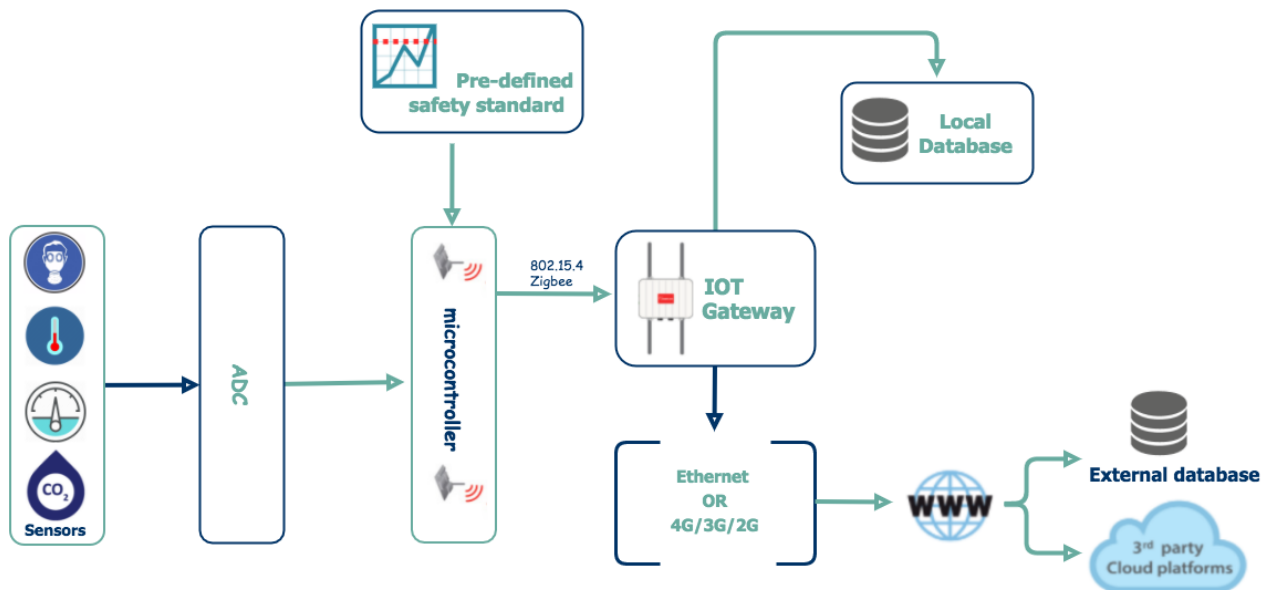 Pre-defined
safety standard
Local
Database
802.15.4
Zigbee
IOT
Gateway
ADC
microcontroller
CO2
Sensors
Ethernet
OR
4G/3G/2G
WWW
External database
3rd party
Cloud platforms